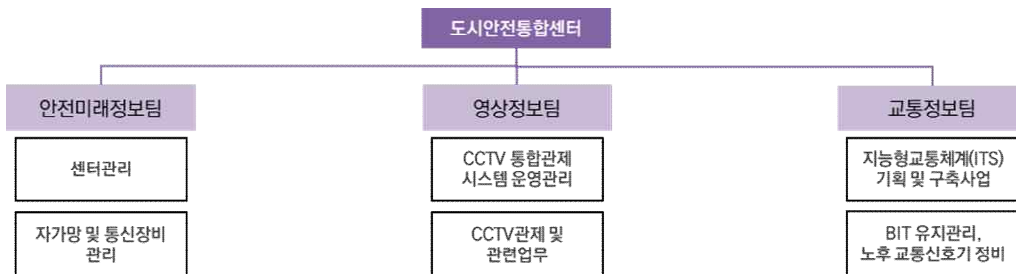 도시안전통합센터
안전미래정보팀
센터관리
자가망 및 통신장비
관리
영상정보팀
CCTV 통합관제
시스템 운영관리
CCTV관제 및
관련업무
교통정보팀
지능형교통체계(ITS)
기획 및 구축사업
BIT 유지관리,
노후 교통신호기 정비